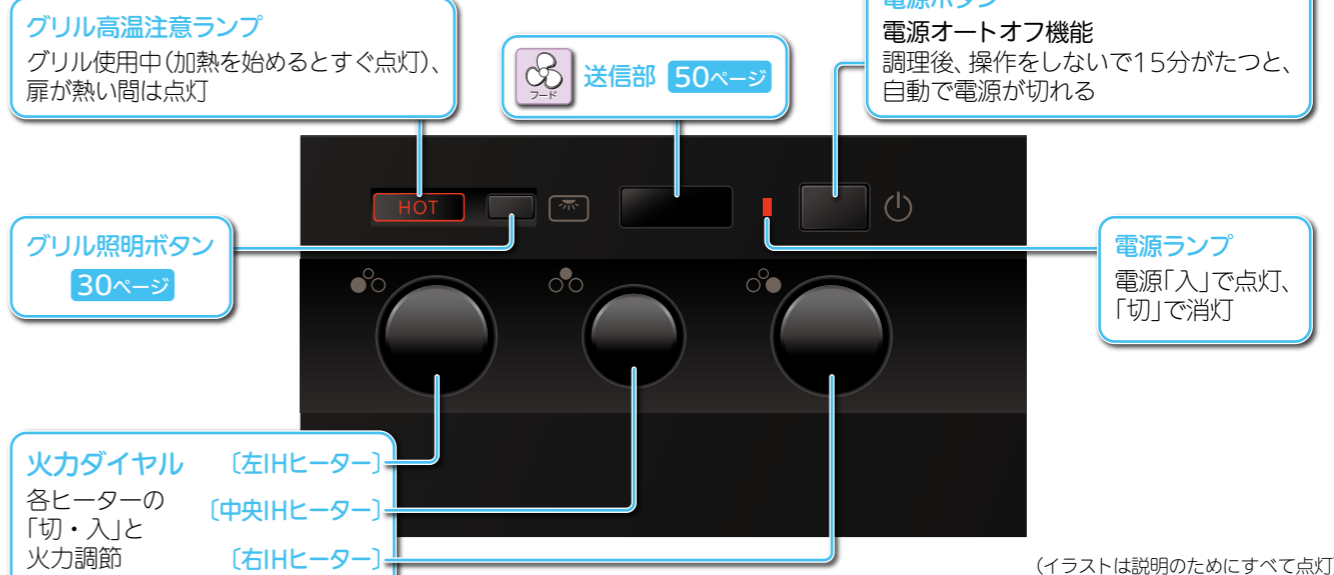 グリル高温注意ランプ
グリル使用中(加熱を始めるとすぐ点灯)、
扉が熱い間は点灯
フード
送信部 50ページ
電源ボタン
電源オートオフ機能
調理後、操作をしないで15分がたつと、
自動で電源が切れる
HOT
グリル照明ボタン
30ページ
電源ランプ
電源「入」で点灯、
「切」で消灯
火力ダイヤル
各ヒーターの
「切・入」と
火力調節
〔左IHヒーター〕
〔中央IHヒーター〕
〔右IHヒーター〕
(イラストは説明のためにすべて点灯